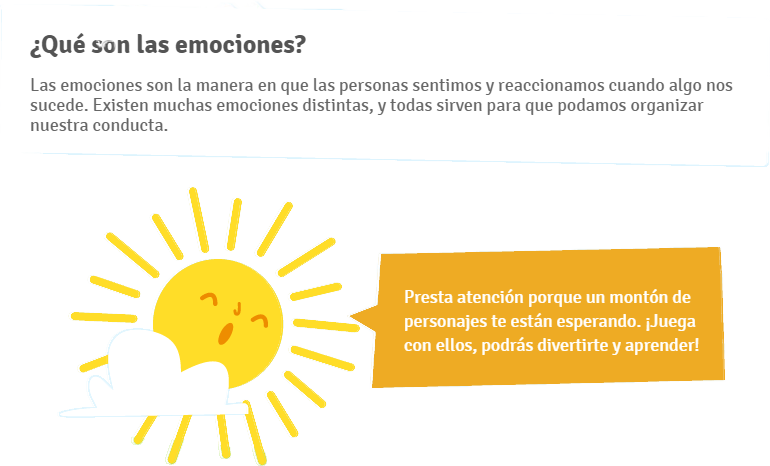 ¿Qué son las emociones?
Las emociones son la manera en que las personas sentimos y reaccionamos cuando algo nos
sucede. Existen muchas emociones distintas, y todas sirven para que podamos organizar
nuestra conducta.
Presta atención porque un montón de
personajes te están esperando. ¡Juega
con ellos, podrás divertirte y aprender!